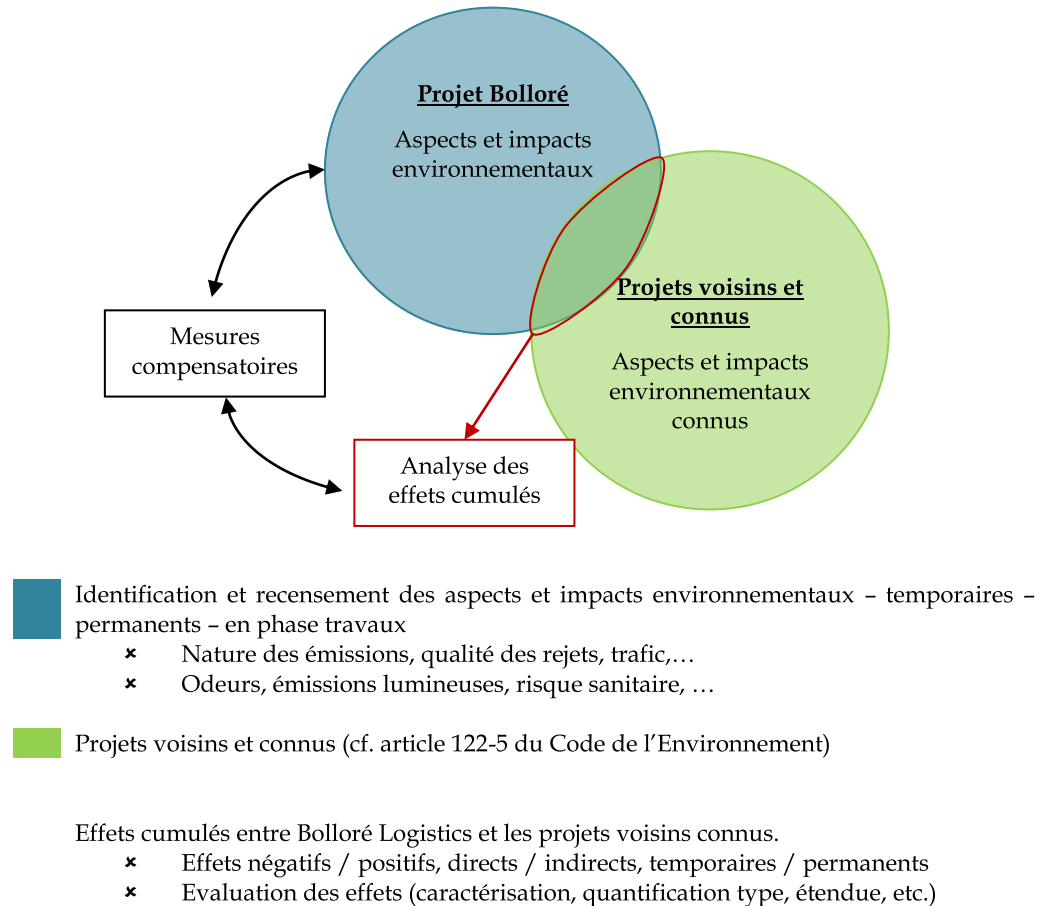 Projet Bolloré
Aspects et impacts
environnementaux
Projets voisins et
connus
Aspects et impacts
environnementaux
connus
Mesures
compensatoires
Analyse des
effets cumulés
Identification et recensement des aspects et impacts environnementaux – temporaires –
permanents – en phase travaux
× Nature des émissions, qualité des rejets, trafic,…
× Odeurs, émissions lumineuses, risque sanitaire, …
Projets voisins et connus (cf. article 122-5 du Code de l’Environnement)
Effets cumulés entre Bolloré Logistics et les projets voisins connus.
× Effets négatifs / positifs, directs / indirects, temporaires / permanents
× Evaluation des effets (caractérisation, quantification type, étendue, etc.)